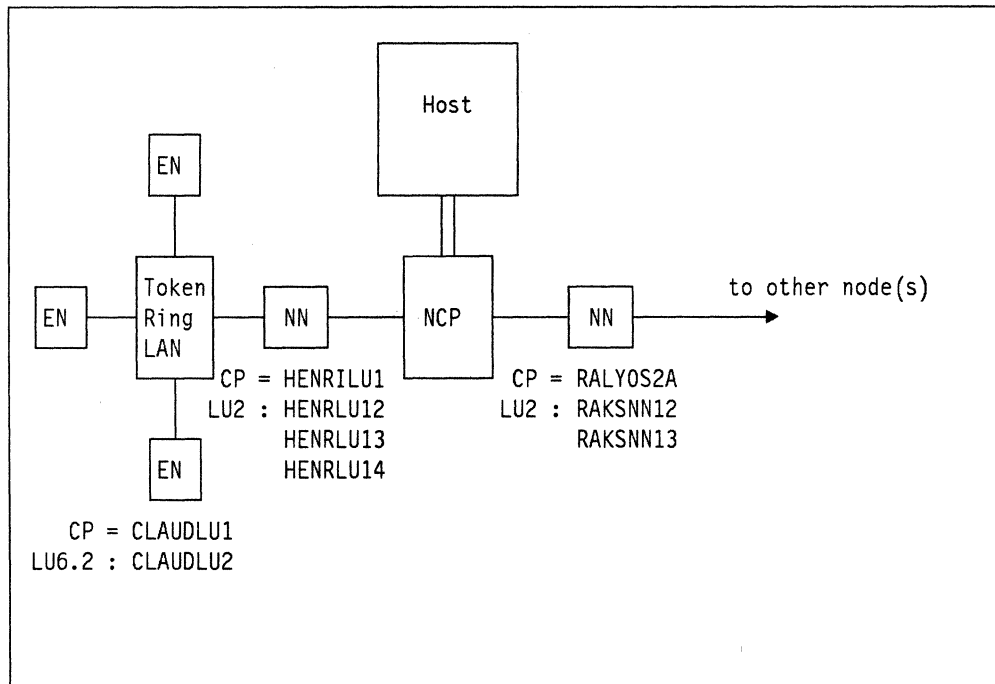 Host
EN
Token
Ring
LAN
EN
NN
NCP
NN
to other node(s)
CP = HENRILU1
LU2 : HENRLU12
HENRLU13
HENRLU14
CP = RALYOS2A
LU2 : RAKSNN12
RAKSNN13
EN
CP = CLAUDLU1
LU6.2 : CLAUDLU2